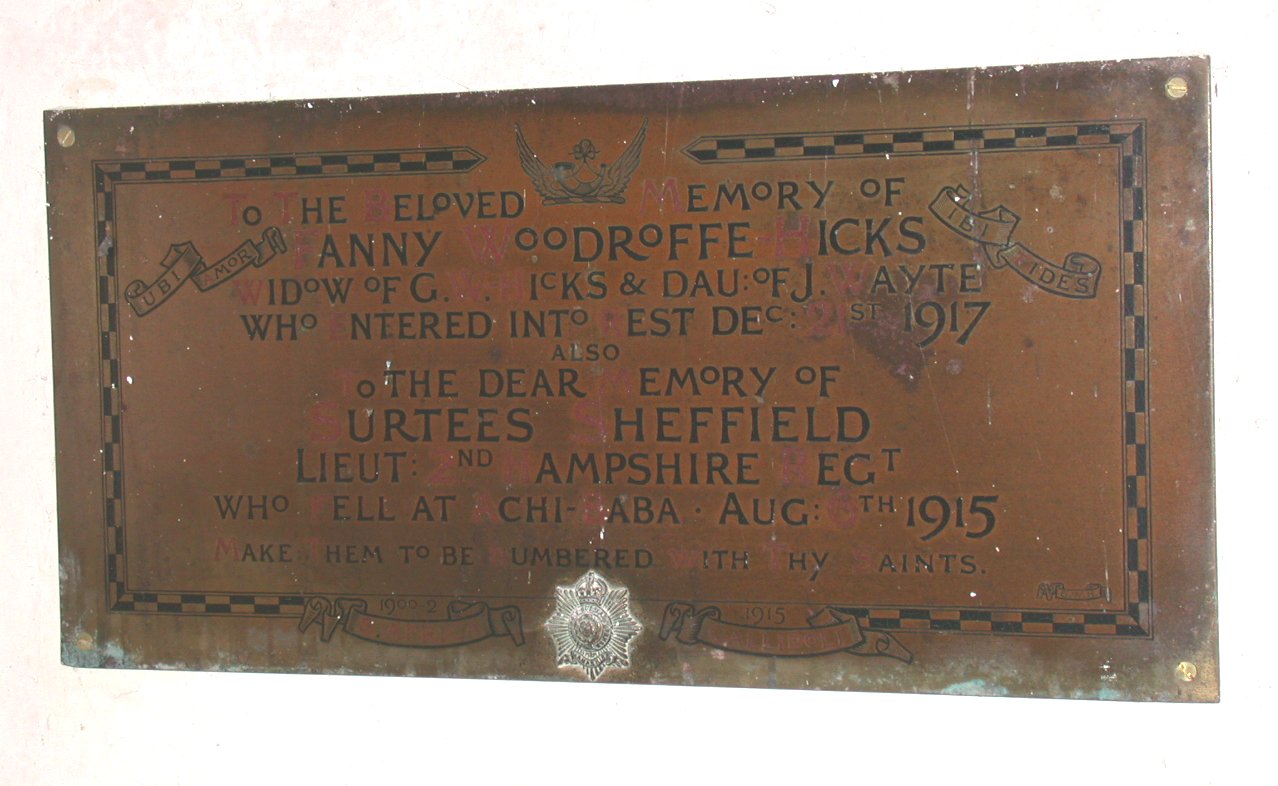 To The Beloved Memory of
Fanny Woodroffe Hicks
Widow of G. W. Hicks & Dau: of J. Wayte
Who Entered into Rest Dec: 21st 1917
Also
To the Dear Memory of
Surtees Sheffield
Lieut: 2nd Hampshire Regt
Who Fell at Achi-Baba · Aug: 6th 1915
Make Them to be Numbered With Thy Saints.
UBI AMOR
IBI FIDES
1900-2
1915
GALLIPOLI